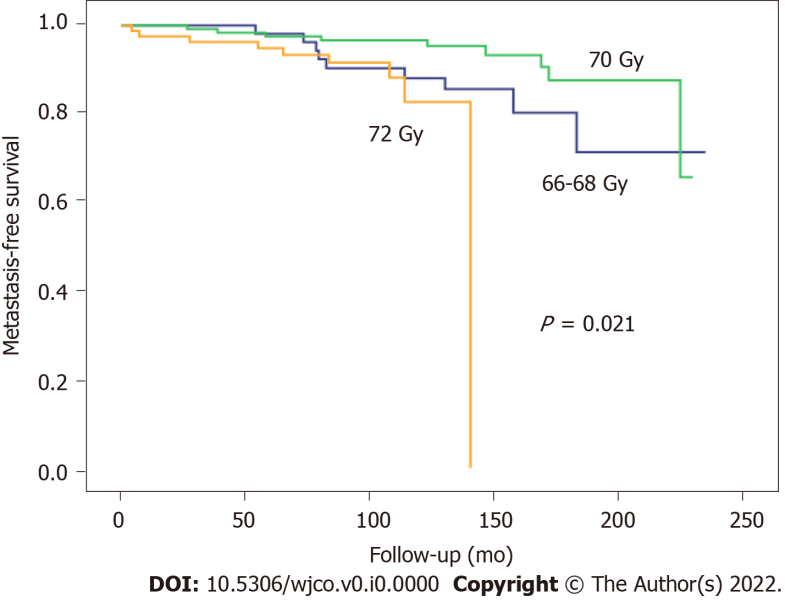 1.0
0.8
0.6
0.4
0.2
0.0
Metastasis-free survival
70 Gy
72 Gy
66-68 Gy
P = 0.021
0 50 100 150 200 250
Follow-up (mo)
DOI: 10.5306/wjco.v0.i0.0000 Copyright © The Author(s) 2022.